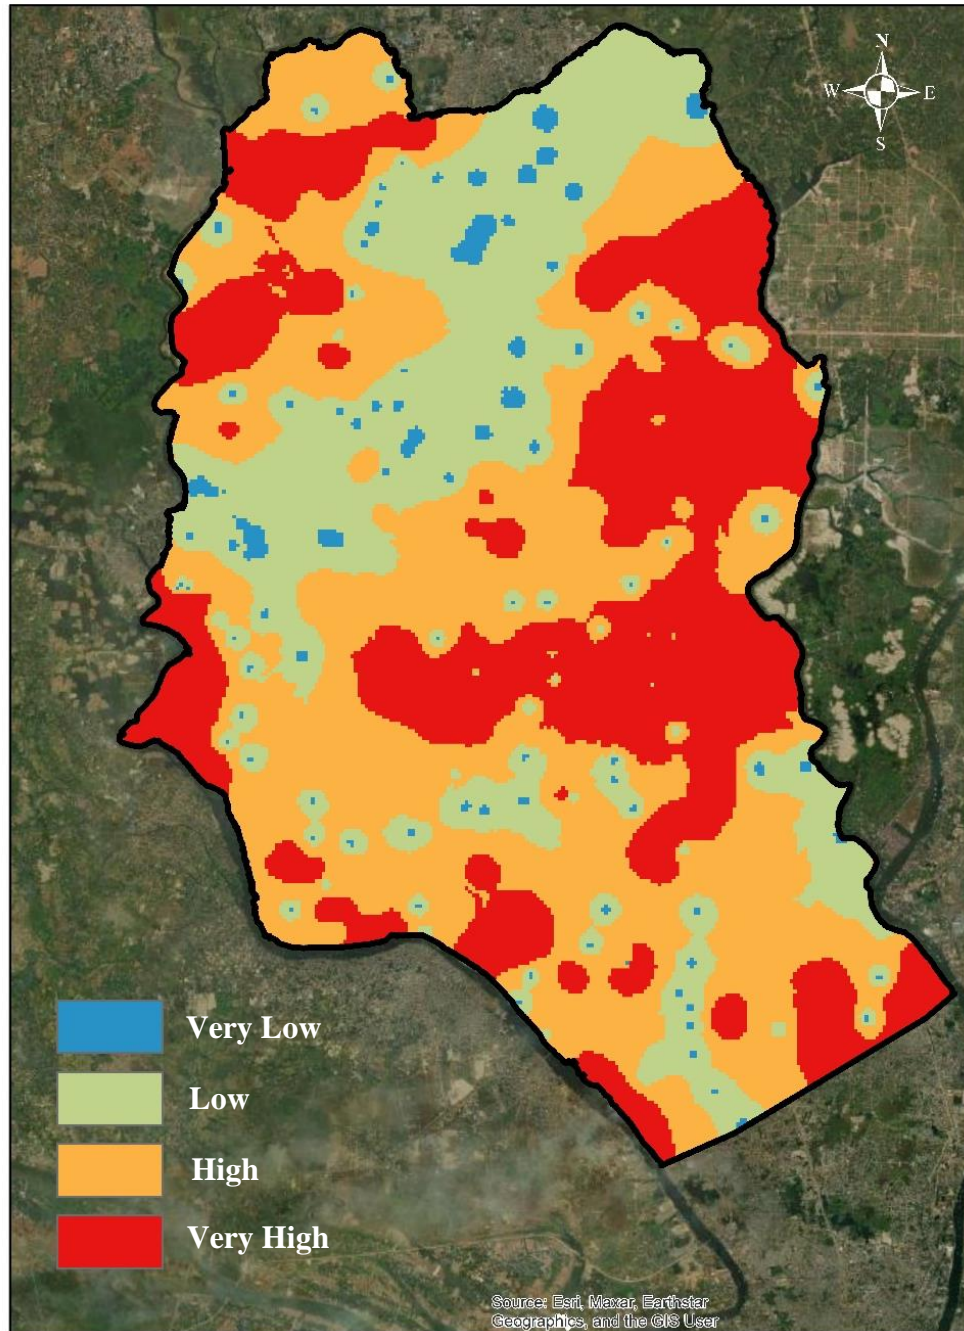 N
W E
S
Very Low
Low
High
Very High
Source: Esri, Maxar, Earthstar
Geographics, and the GIS User